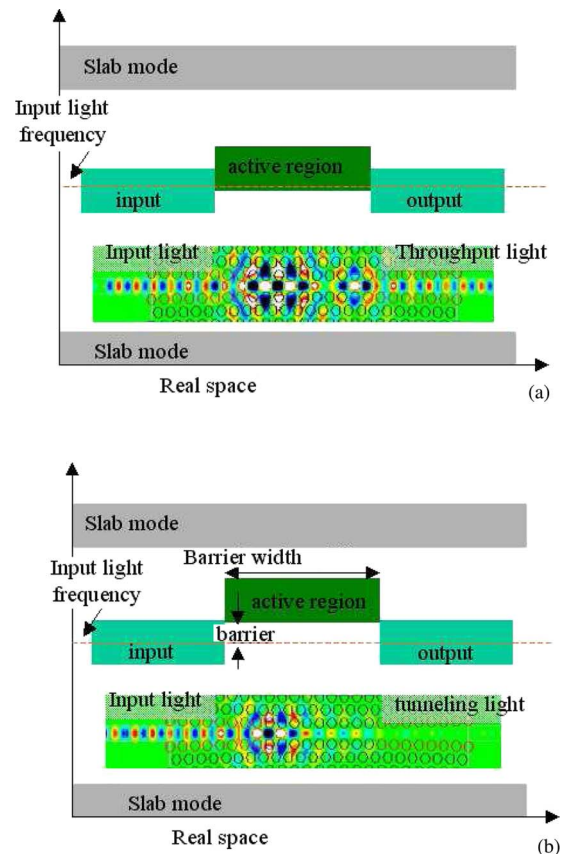 Slab mode
Input light
frequency
active region
input
output
Input light
Throughput light
Slab mode
Real space
(a)
Slab mode
Barrier width
Input light
frequency
active region
barrier
input
output
Input light
tunneling light
Slab mode
Real space
(b)